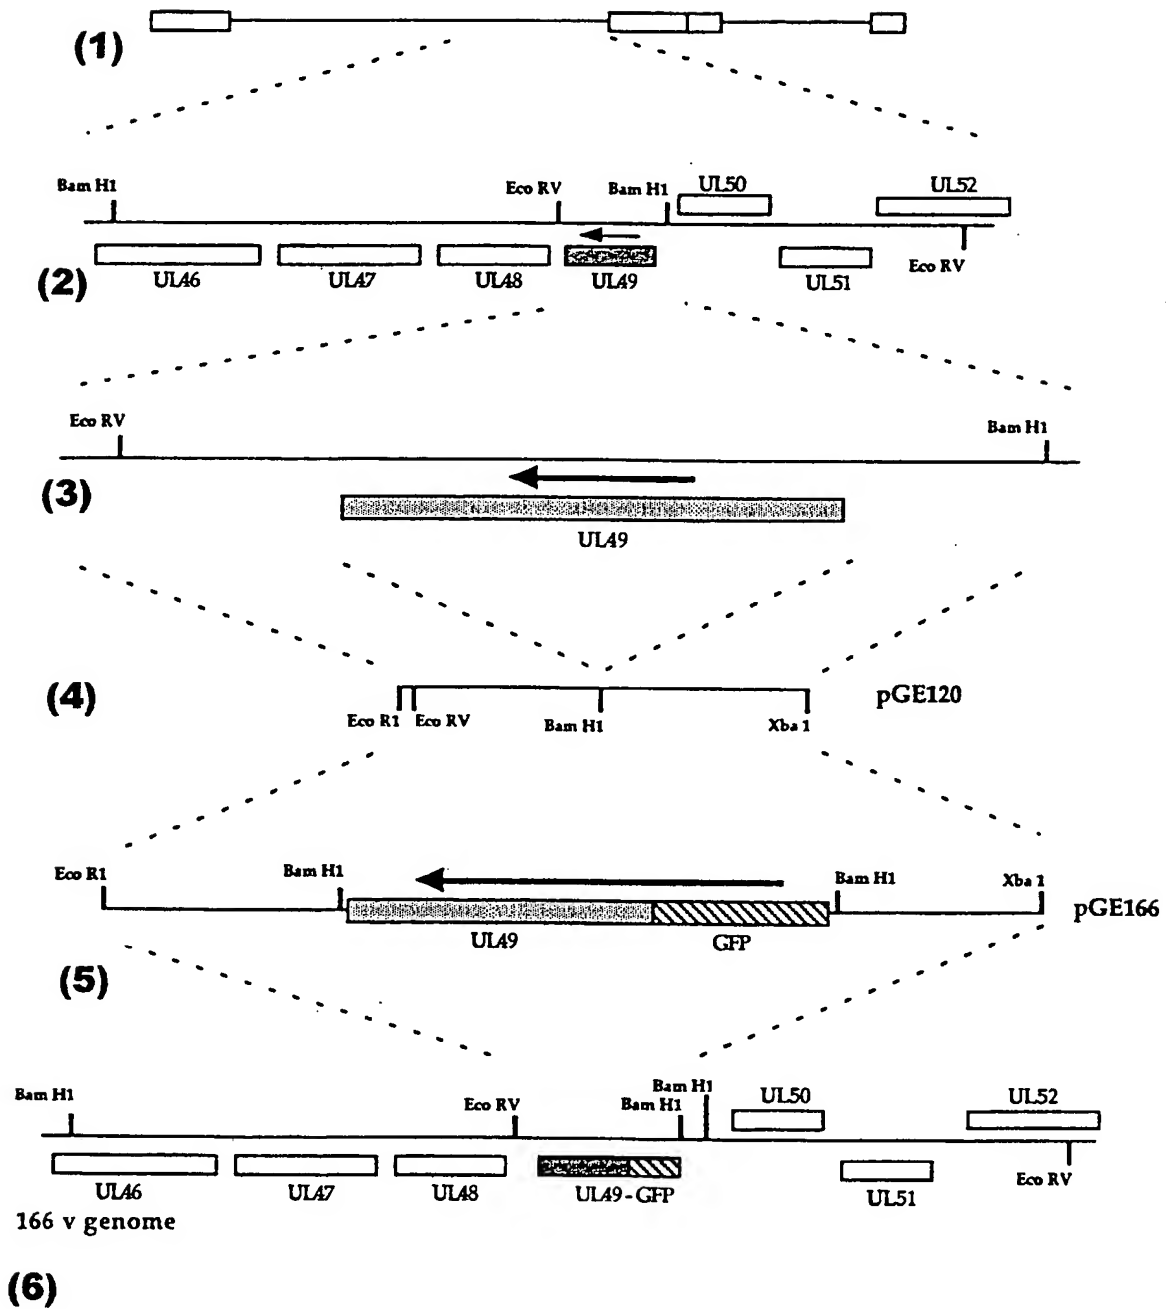 (1)
Bam H1 Eco RV Bam H1 UL50 UL52
UL46 UL47 UL48 UL49 UL51 Eco RV
(2)
Eco RV Bam H1
(3)
UL49
(4)
Eco R1 Eco RV Bam H1 Xba 1 pGE120
Eco R1 Bam H1 Bam H1 Xba 1 pGE166
UL49 GFP
(5)
Bam H1 Eco RV Bam H1 Bam H1 UL50 UL52
UL46 UL47 UL48 UL49-GFP UL51 Eco RV
166 v genome
(6)